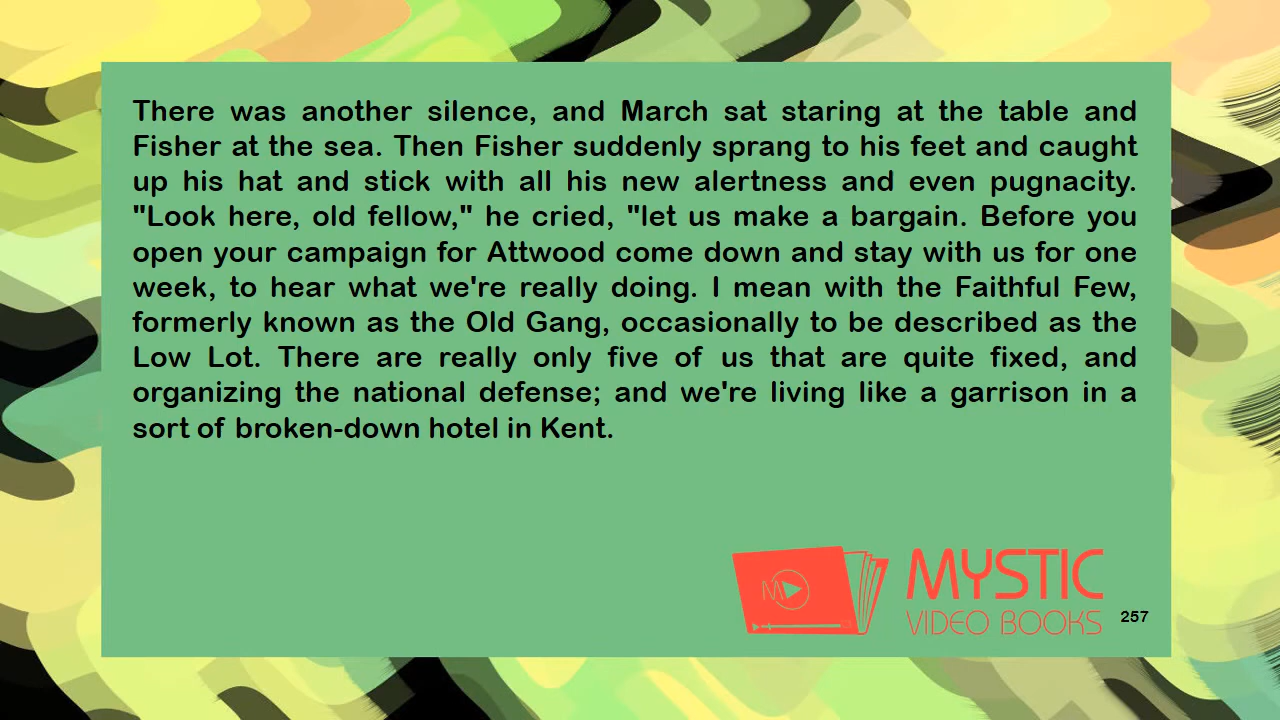 There was another silence, and March sat staring at the table and
Fisher at the sea. Then Fisher suddenly sprang to his feet and caught
up his hat and stick with all his new alertness and even pugnacity.
"Look here, old fellow," he cried, "let us make a bargain. Before you
open your campaign for Attwood come down and stay with us for one
week, to hear what we're really doing. I mean with the Faithful Few,
formerly known as the Old Gang, occasionally to be described as the
Low Lot. There are really only five of us that are quite fixed, and
organizing the national defense; and we're living like a garrison in a
sort of broken-down hotel in Kent.
M
MYSTIC
VIDEO BOOKS
257